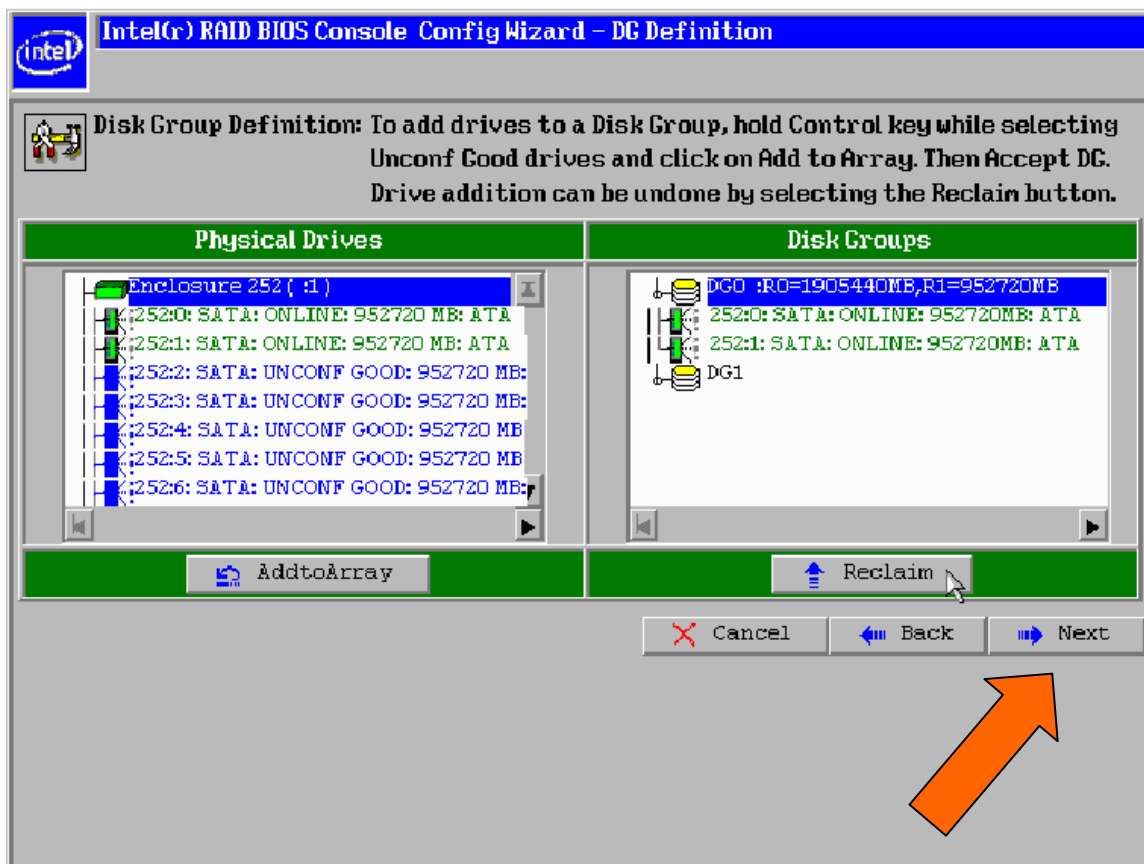 intel
Intel(r) RAID BIOS Console Config Wizard – DG Definition
Disk Group Definition: To add drives to a Disk Group, hold Control key while selecting
Unconf Good drives and click on Add to Array. Then Accept DG.
Drive addition can be undone by selecting the Reclaim button.
Physical Drives
Enclosure 252 ( :1 )
252:0: SATA: ONLINE: 952720 MB: ATA
252:1: SATA: ONLINE: 952720 MB: ATA
252:2: SATA: UNCONF GOOD: 952720 MB:
252:3: SATA: UNCONF GOOD: 952720 MB:
252:4: SATA: UNCONF GOOD: 952720 MB
252:5: SATA: UNCONF GOOD: 952720 MB
252:6: SATA: UNCONF GOOD: 952720 MB:
AddtoArray
Disk Groups
DG0 :R0=1905440MB,R1=952720MB
252:0: SATA: ONLINE: 952720MB: ATA
252:1: SATA: ONLINE: 952720MB: ATA
DG1
Reclaim
Cancel
Back
Next